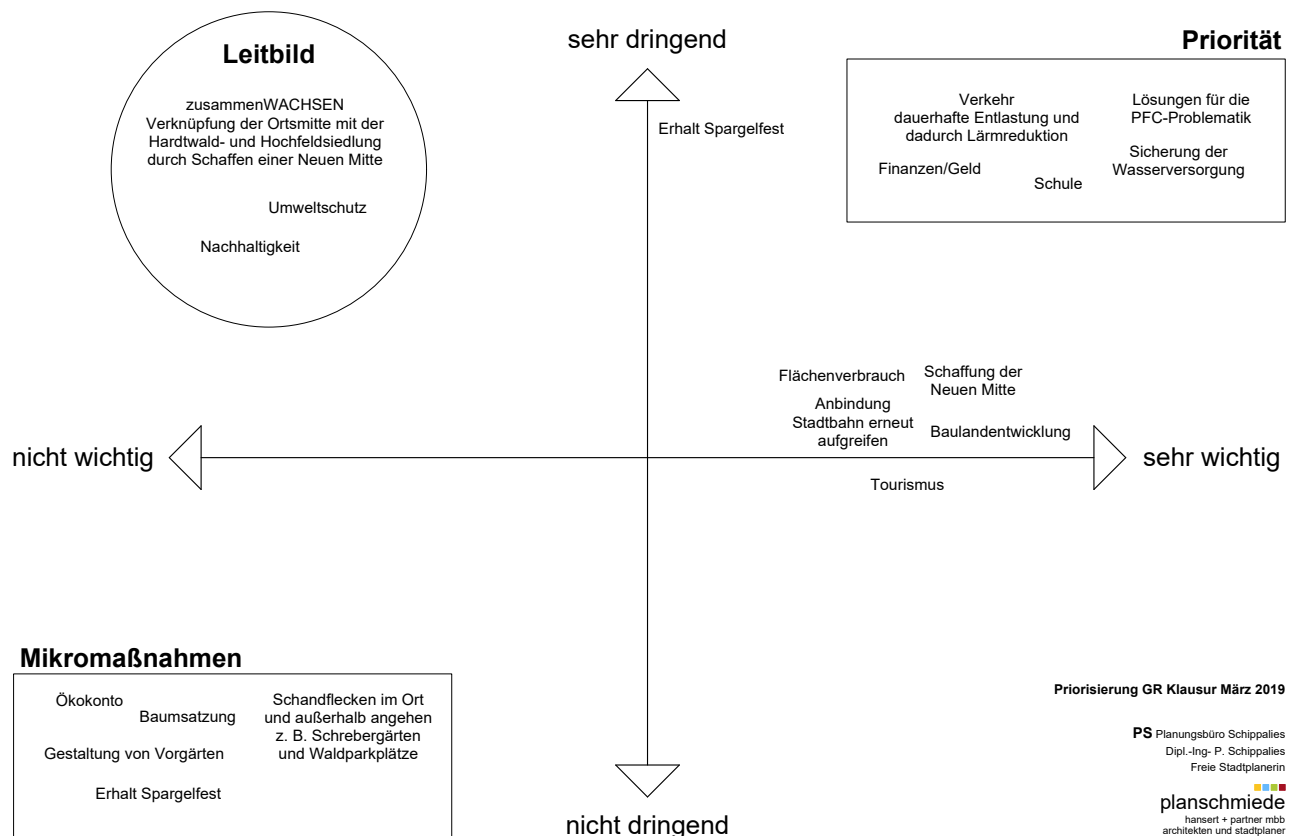 Leitbild
zusammenWACHSEN
Verknüpfung der Ortsmitte mit der
Hardtwald- und Hochfeldsiedlung
durch Schaffen einer Neuen Mitte
Umweltschutz
Nachhaltigkeit
sehr dringend
Erhalt Spargelfest
Priorität
Verkehr
dauerhafte Entlastung und
dadurch Lärmreduktion
Lösungen für die
PFC-Problematik
Finanzen/Geld
Schule
Sicherung der
Wasserversorgung
Flächenverbrauch
Schaffung der
Neuen Mitte
Anbindung
Stadtbahn erneut
aufgreifen
Baulandentwicklung
nicht wichtig
sehr wichtig
Tourismus
Mikromaßnahmen
Ökokonto
Baumsatzung
Schandflecken im Ort
und außerhalb angehen
z. B. Schrebergärten
und Waldparkplätze
Gestaltung von Vorgärten
Erhalt Spargelfest
nicht dringend
Priorisierung GR Klausur März 2019
PS Planungsbüro Schippalies
Dipl.-Ing- P. Schippalies
Freie Stadtplanerin
planschmiede
hansert + partner mbb
architekten und stadtplaner